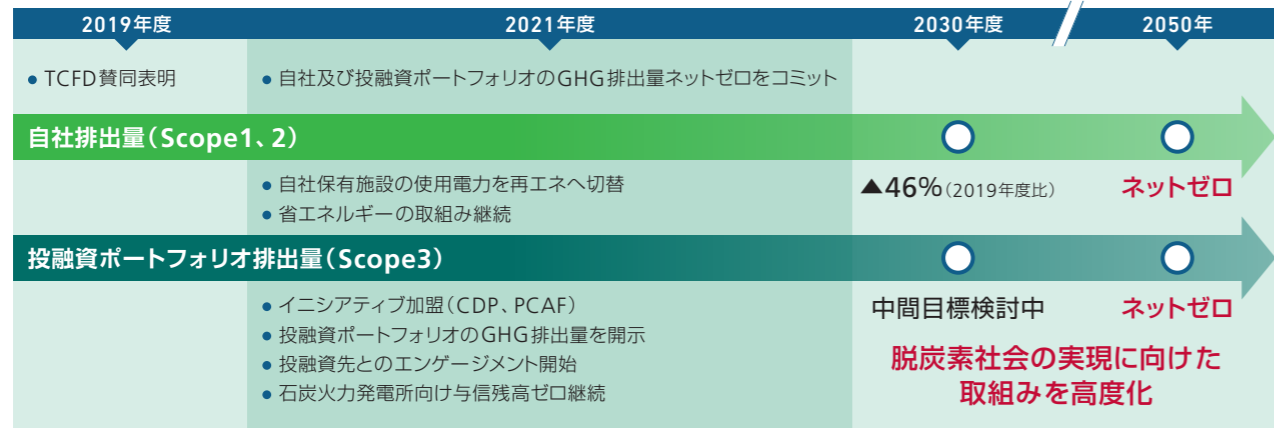 2019年度
2021年度
2030年度
2050年
● TCFD賛同表明
● 自社及び投融資ポートフォリオのGHG排出量ネットゼロをコミット
自社排出量(Scope1、2)
● 自社保有施設の使用電力を再エネへ切替
● 省エネルギーの取組み継続
▲46%(2019年度比)
ネットゼロ
投融資ポートフォリオ排出量(Scope3)
● イニシアティブ加盟(CDP、PCAF)
● 投融資ポートフォリオのGHG排出量を開示
● 投融資先とのエンゲージメント開始
● 石炭火力発電所向け与信残高ゼロ継続
中間目標検討中
ネットゼロ
脱炭素社会の実現に向けた
取組みを高度化